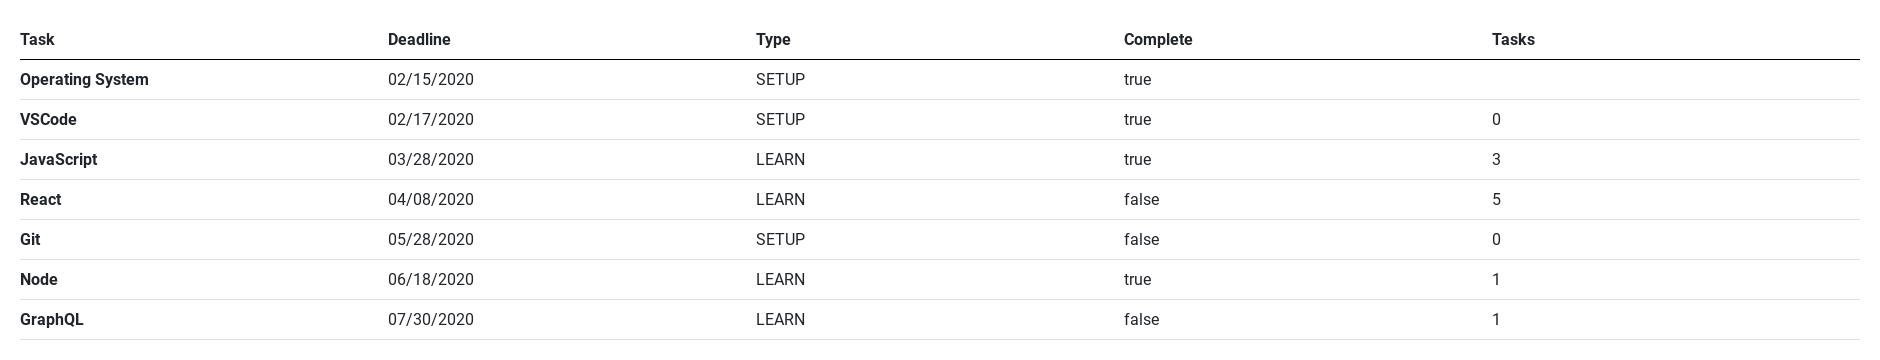 Task Deadline Type Complete Tasks
Operating System 02/15/2020 SETUP true
VSCode 02/17/2020 SETUP true 0
JavaScript 03/28/2020 LEARN true 3
React 04/08/2020 LEARN false 5
Git 05/28/2020 SETUP false 0
Node 06/18/2020 LEARN true 1
GraphQL 07/30/2020 LEARN false 1